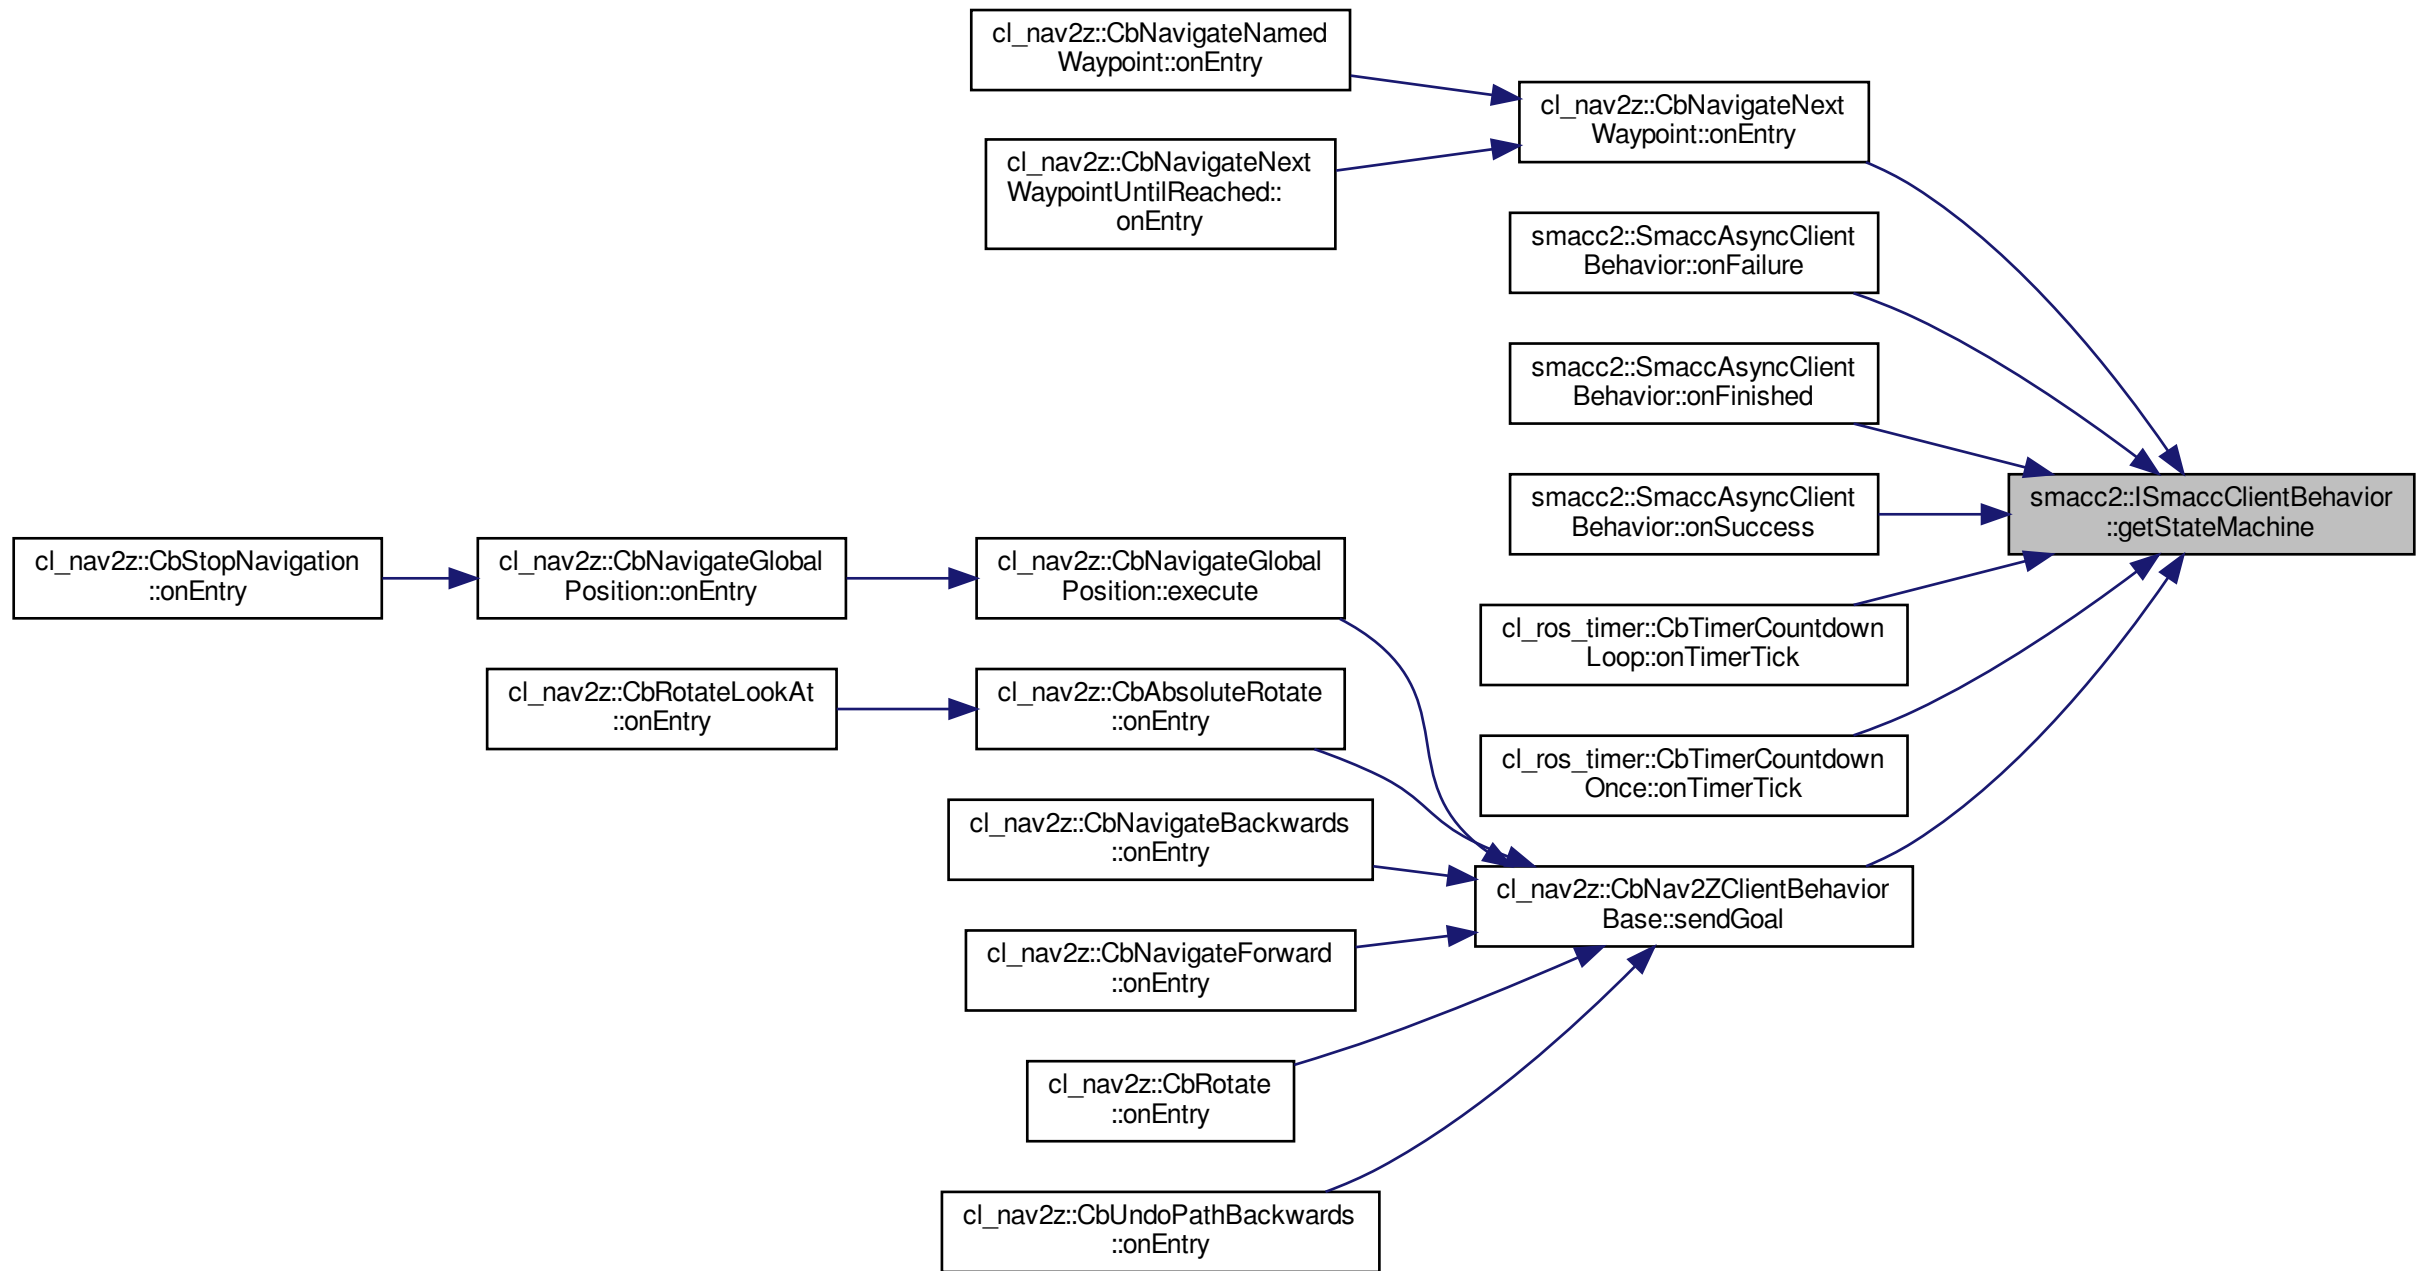 cl_nav2z::CbNavigateNamed
Waypoint::onEntry
cl_nav2z::CbNavigateNext
Waypoint::onEntry
cl_nav2z::CbNavigateNext
WaypointUntilReached::
onEntry
smacc2::SmaccAsyncClient
Behavior::onFailure
smacc2::SmaccAsyncClient
Behavior::onFinished
smacc2::SmaccAsyncClient
Behavior::onSuccess
smacc2::ISmaccClientBehavior
::getStateMachine
cl_nav2z::CbStopNavigation
::onEntry
cl_nav2z::CbNavigateGlobal
Position::onEntry
cl_nav2z::CbNavigateGlobal
Position::execute
cl_ros_timer::CbTimerCountdown
Loop::onTimerTick
cl_nav2z::CbRotateLookAt
::onEntry
cl_nav2z::CbAbsoluteRotate
::onEntry
cl_ros_timer::CbTimerCountdown
Once::onTimerTick
cl_nav2z::CbNavigateBackwards
::onEntry
cl_nav2z::CbNav2ZClientBehavior
Base::sendGoal
cl_nav2z::CbNavigateForward
::onEntry
cl_nav2z::CbRotate
::onEntry
cl_nav2z::CbUndoPathBackwards
::onEntry